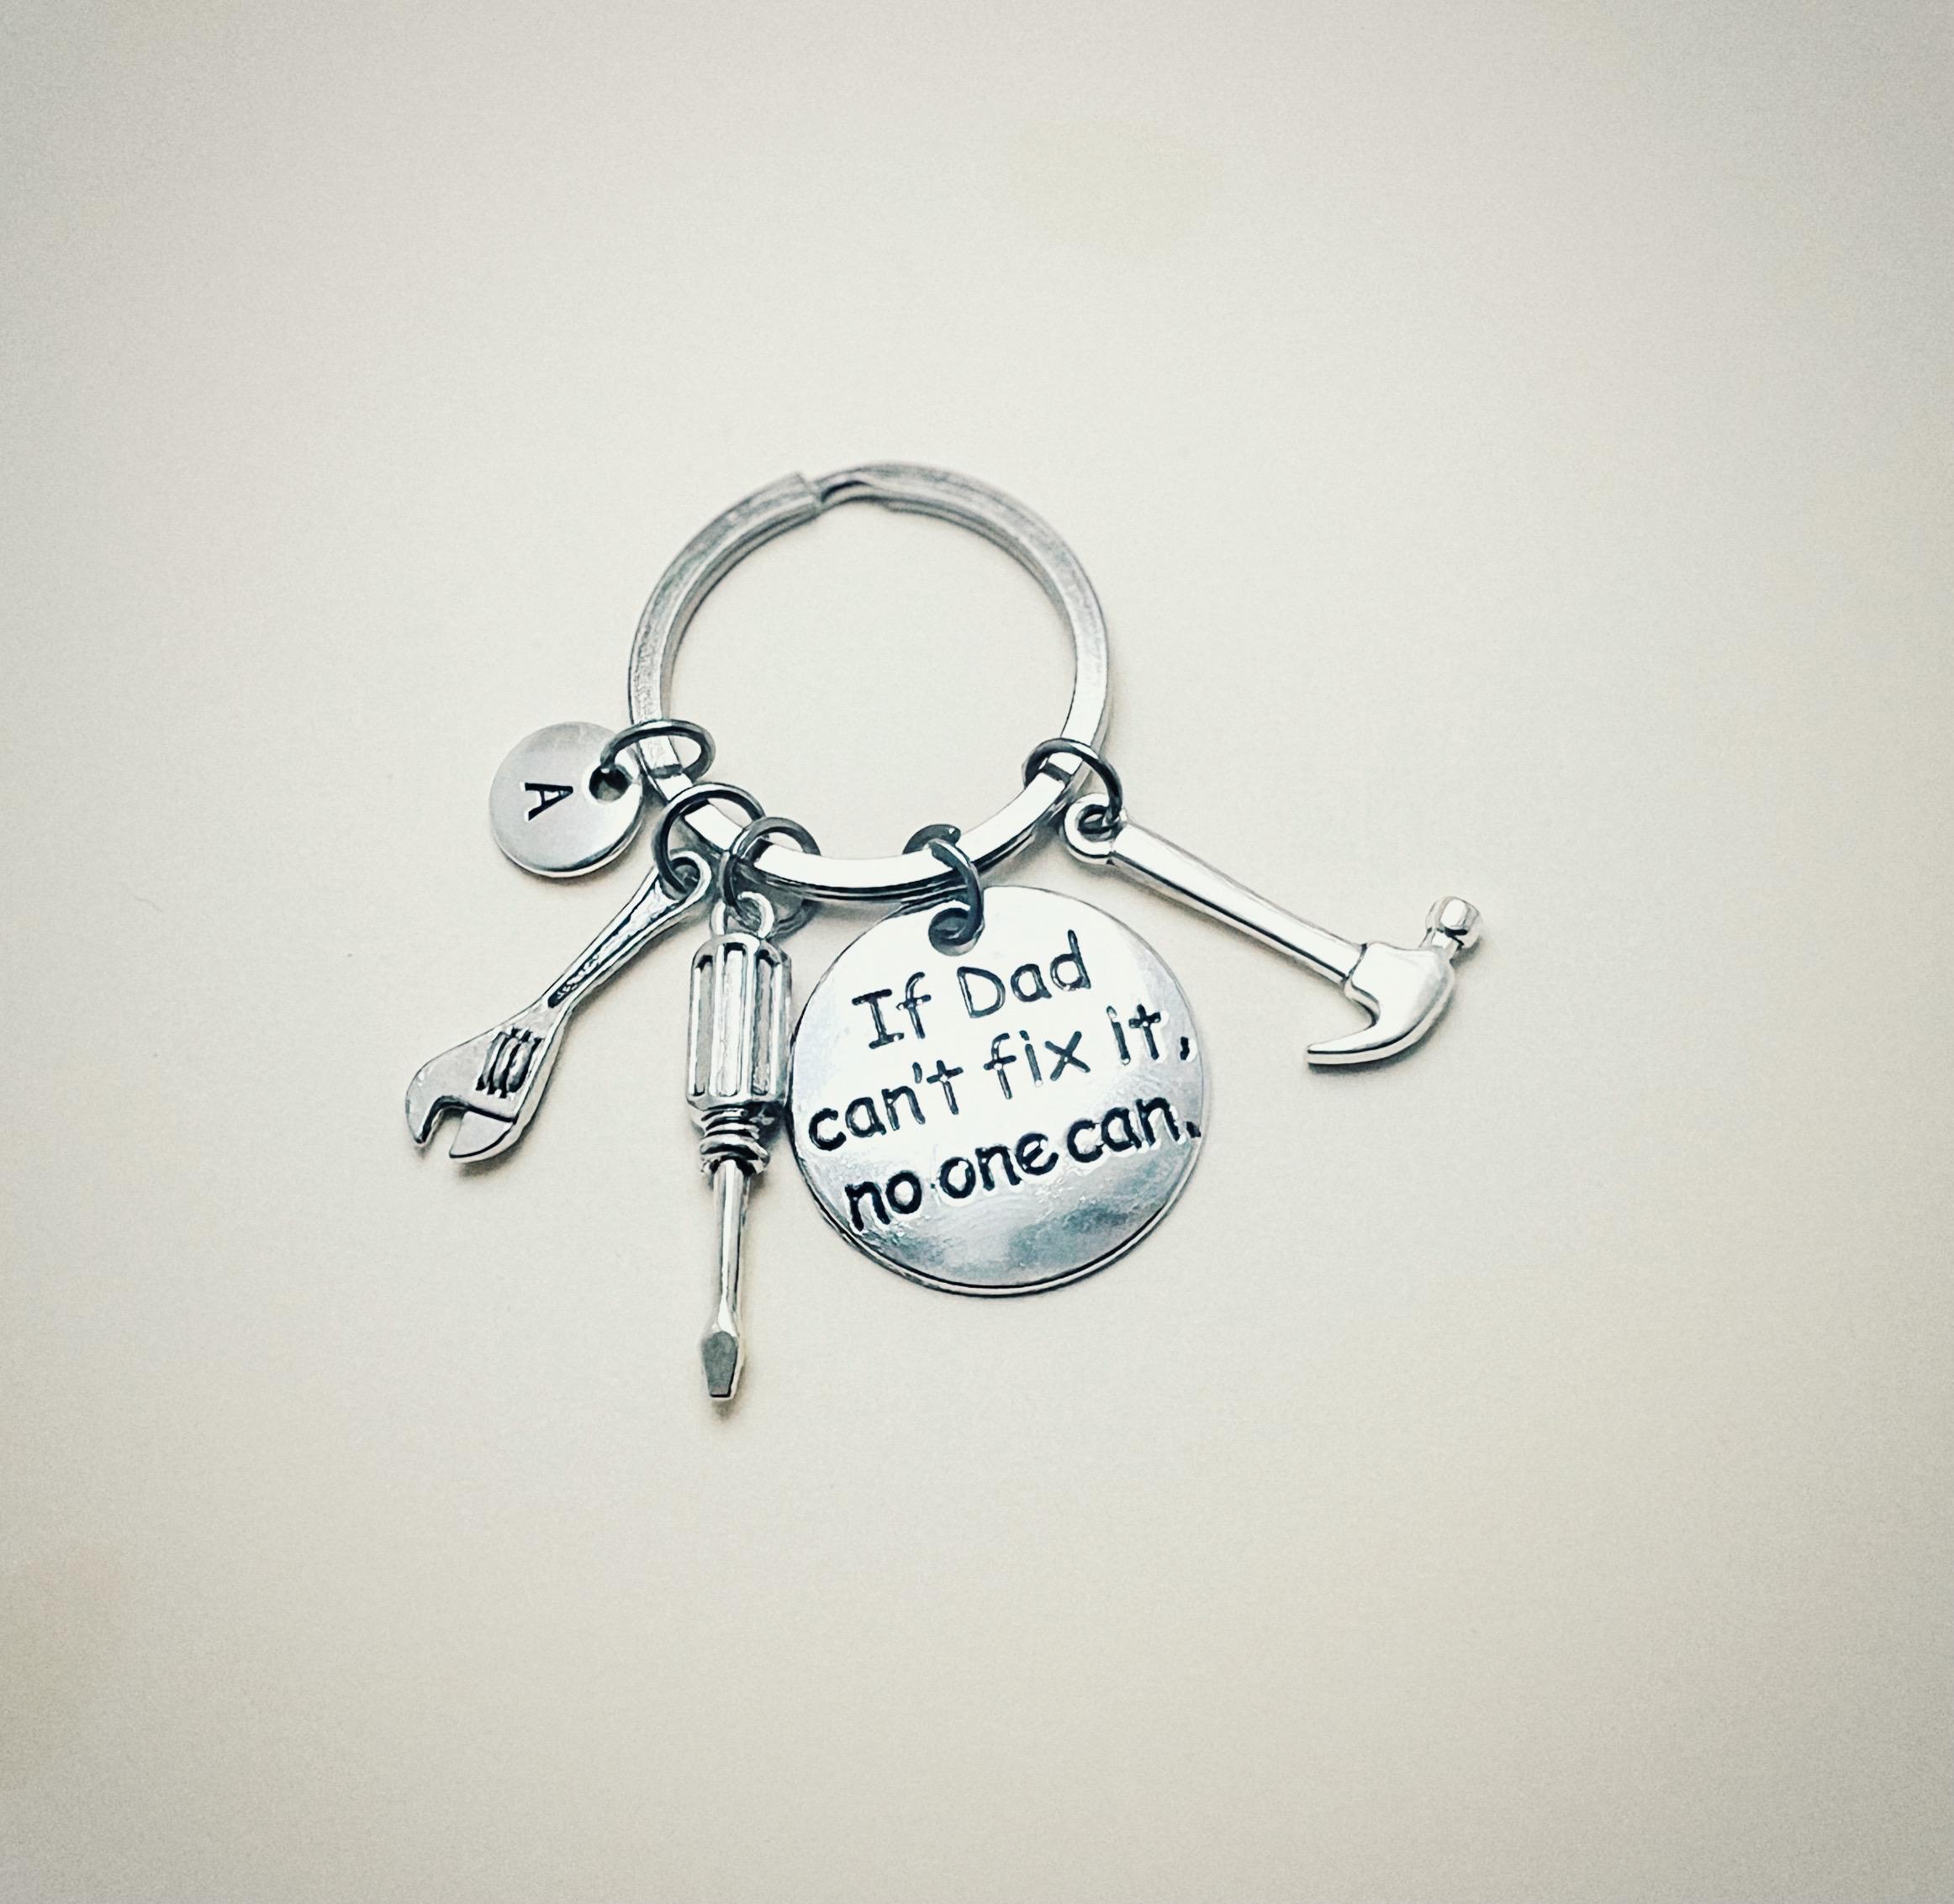 A
If Dad
can't fix it,
no one can.